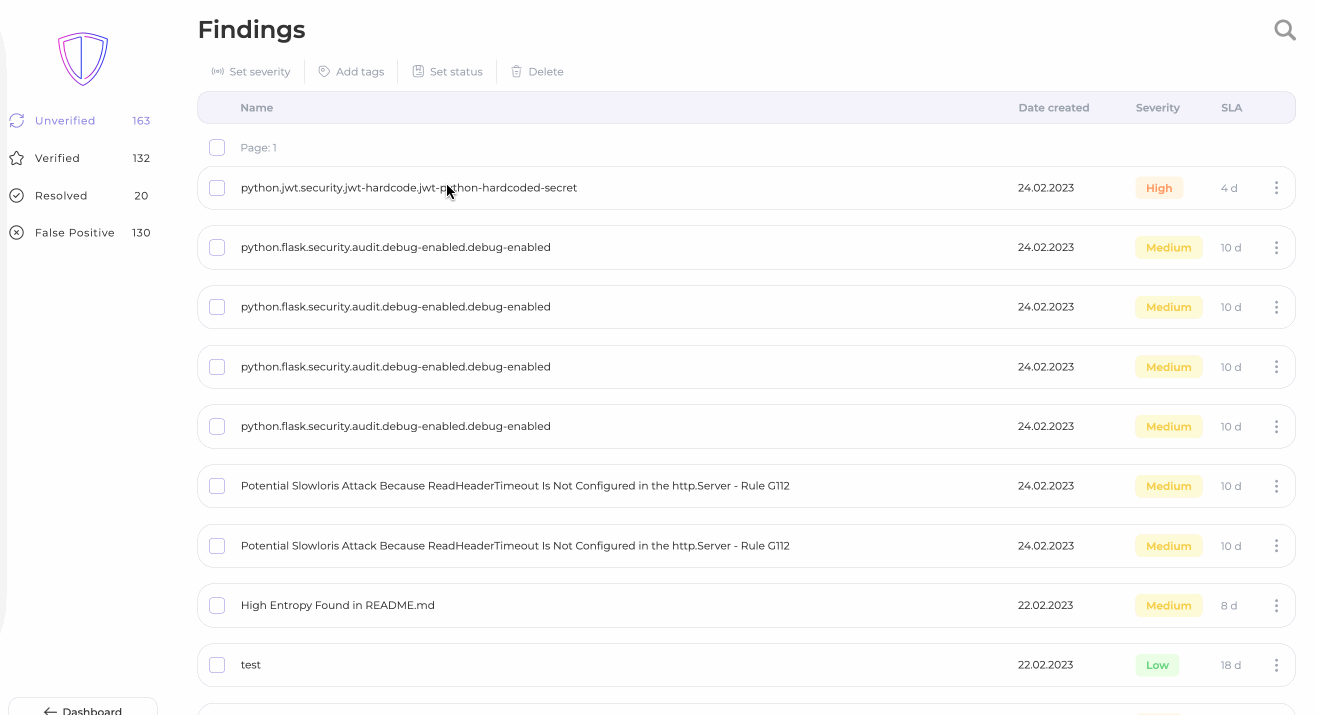 Findings
Set severity Add tags Set status Delete
Name Date created Severity SLA
Page: 1
Unverified 163
Verified 132
Resolved 20
False Positive 130
python.jwt.security.jwt-hardcode.jwt-python-hardcoded-secret 24.02.2023 High 4 d
python.flask.security.audit.debug-enabled.debug-enabled 24.02.2023 Medium 10 d
python.flask.security.audit.debug-enabled.debug-enabled 24.02.2023 Medium 10 d
python.flask.security.audit.debug-enabled.debug-enabled 24.02.2023 Medium 10 d
python.flask.security.audit.debug-enabled.debug-enabled 24.02.2023 Medium 10 d
Potential Slowloris Attack Because ReadHeaderTimeout Is Not Configured in the http.Server - Rule G112 24.02.2023 Medium 10 d
Potential Slowloris Attack Because ReadHeaderTimeout Is Not Configured in the http.Server - Rule G112 24.02.2023 Medium 10 d
High Entropy Found in README.md 22.02.2023 Medium 8 d
test 22.02.2023 Low 18 d
Dashboard